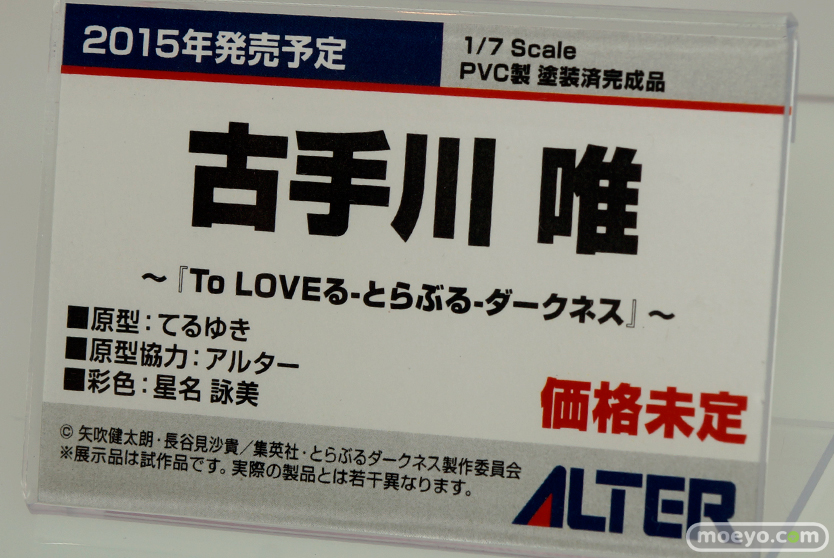 2015年発売予定
1/7 Scale
PVC製 塗装済完成品
古手川 唯
～『To LOVEる-とらぶる-ダークネス』～
■原型：てるゆき
■原型協力：アルター
■彩色：星名 詠美
価格未定
© 矢吹健太朗・長谷見沙貴／集英社・とらぶるダークネス製作委員会
※展示品は試作品です。実際の製品とは若干異なります。
ALTER
moeyo.com